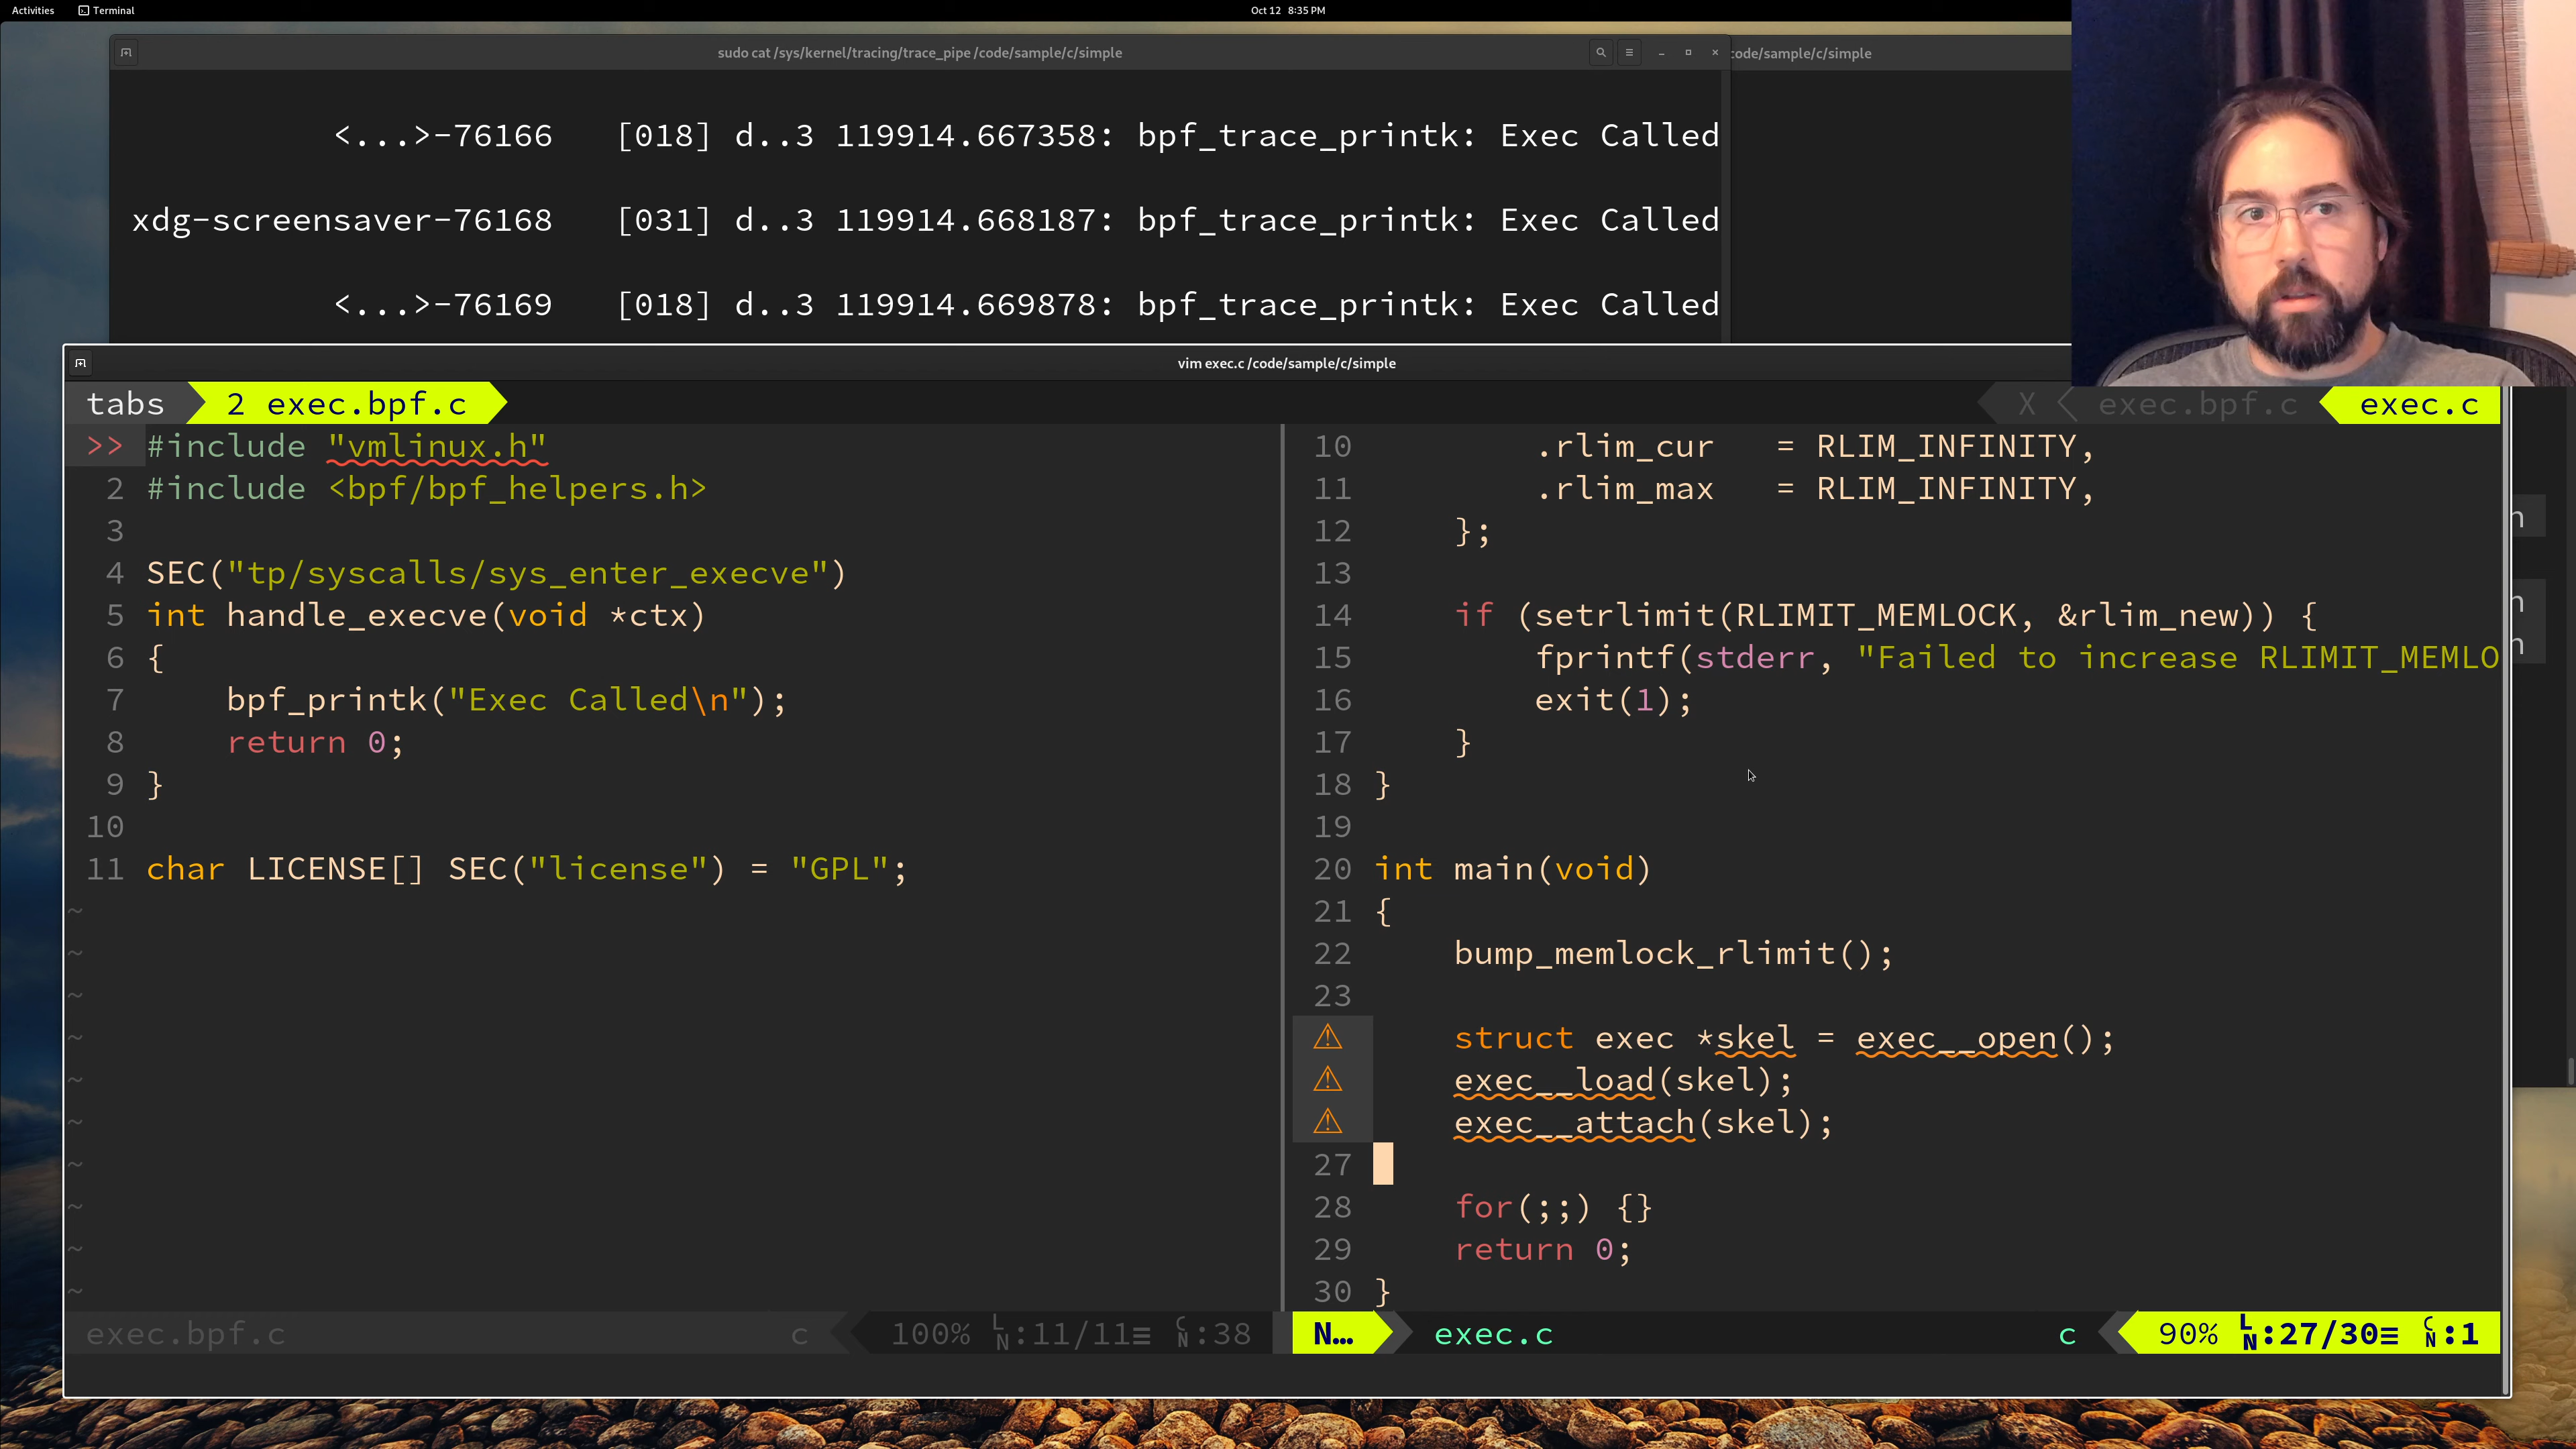 Activities Terminal Oct 12 8:35 PM
sudo cat /sys/kernel/tracing/trace_pipe /code/sample/c/simple
code/sample/c/simple
<...>-76166 [018] d..3 119914.667358: bpf_trace_printk: Exec Called
xdg-screensaver-76168 [031] d..3 119914.668187: bpf_trace_printk: Exec Called
<...>-76169 [018] d..3 119914.669878: bpf_trace_printk: Exec Called
vim exec.c /code/sample/c/simple
tabs 2 exec.bpf.c X exec.bpf.c exec.c
>> #include "vmlinux.h"
2 #include <bpf/bpf_helpers.h>
3
4 SEC("tp/syscalls/sys_enter_execve")
5 int handle_execve(void *ctx)
6 {
7 bpf_printk("Exec Called\n");
8 return 0;
9 }
10
11 char LICENSE[] SEC("license") = "GPL";
~
~
~
~
~
~
~
~
~
~
exec.bpf.c c 100% LN:11/11≡ CN:38
10 .rlim_cur = RLIM_INFINITY,
11 .rlim_max = RLIM_INFINITY,
12 };
13
14 if (setrlimit(RLIMIT_MEMLOCK, &rlim_new)) {
15 fprintf(stderr, "Failed to increase RLIMIT_MEMLO
16 exit(1);
17 }
18 }
19
20 int main(void)
21 {
22 bump_memlock_rlimit();
23
⚠ struct exec *skel = exec__open();
⚠ exec__load(skel);
⚠ exec__attach(skel);
27
28 for(;;) {}
29 return 0;
30 }
N… exec.c c 90% LN:27/30≡ CN:1